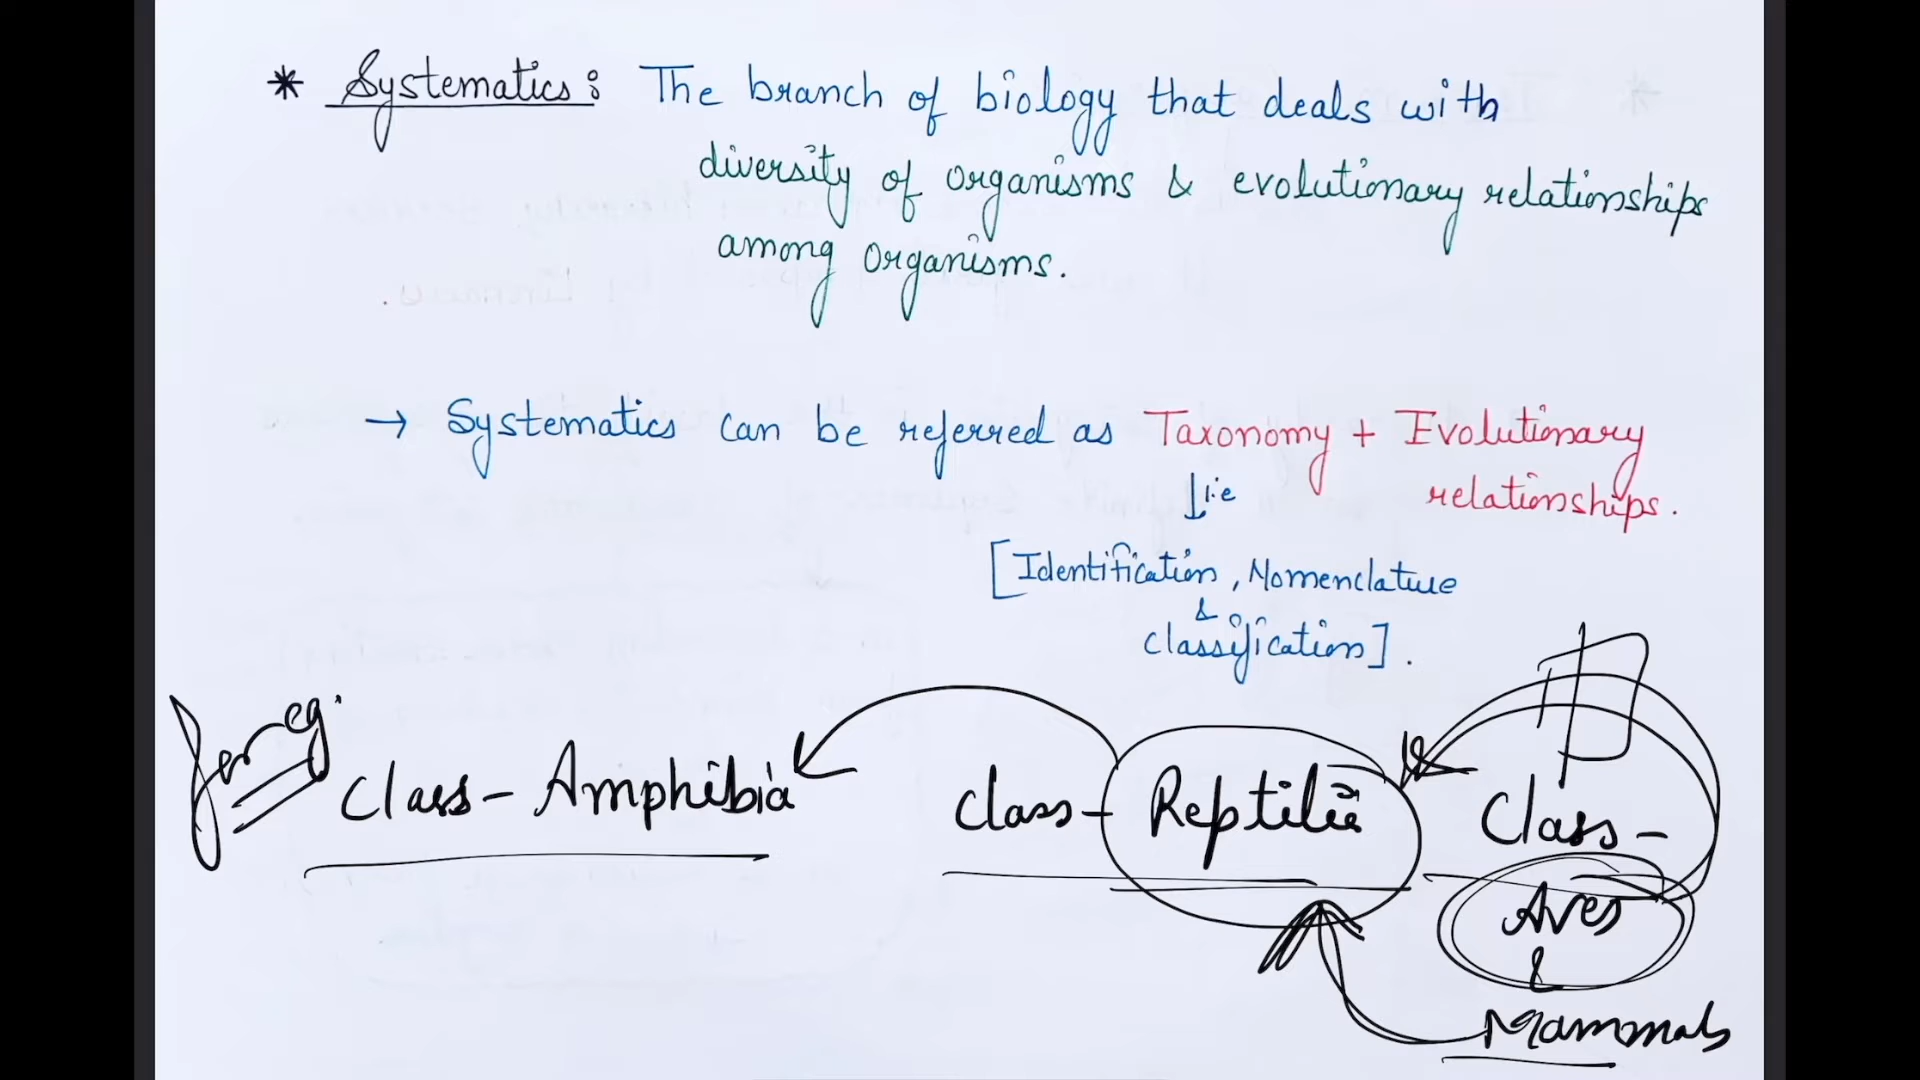 * Systematics: The branch of biology that deals with
diversity of organisms & evolutionary relationships
among organisms.
→ Systematics can be referred as Taxonomy + Evolutionary
relationships.
↓ i.e
[Identification, Nomenclature
&
classification].
for eg.
Class - Amphibia
Class - Reptilia
Class -
Aves
&
Mammals